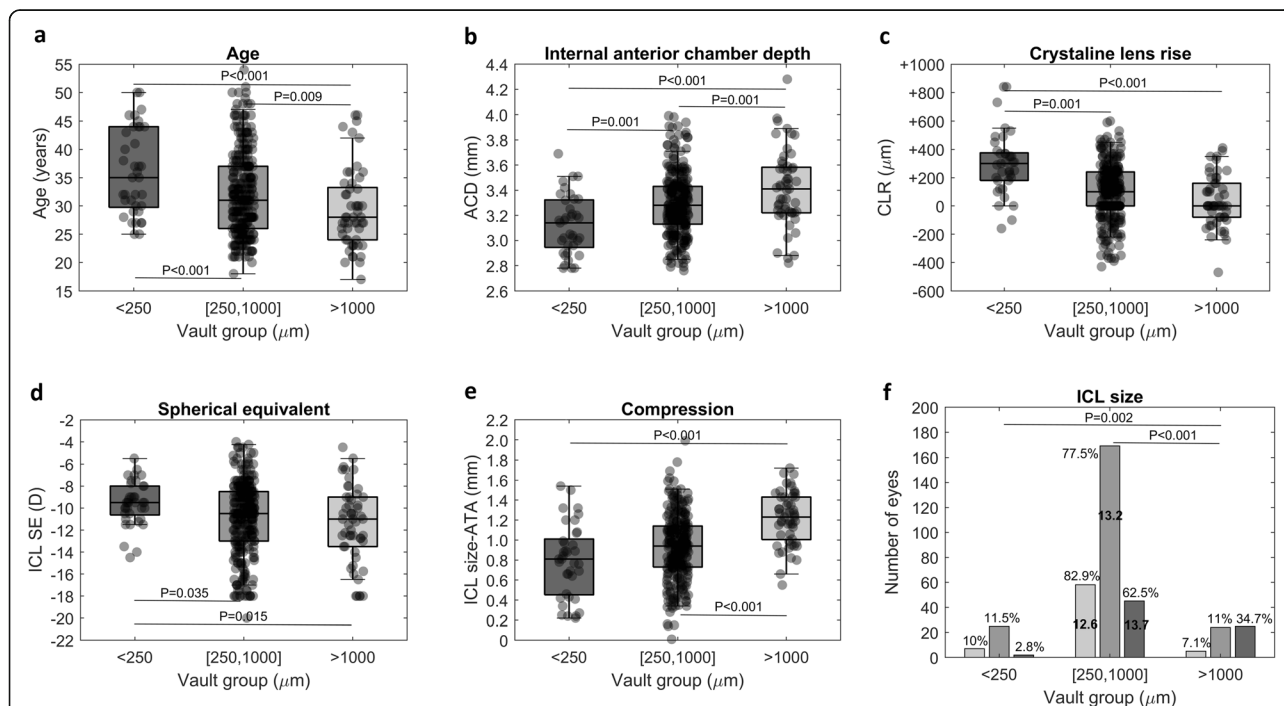 a
Age
55
50
45
40
35
30
25
20
15
Age (years)
P<0.001
P=0.009
P<0.001
<250
[250,1000]
>1000
Vault group (μm)
b
Internal anterior chamber depth
4.4
4.2
4.0
3.8
3.6
3.4
3.2
3.0
2.8
2.6
ACD (mm)
P<0.001
P=0.001
P=0.001
<250
[250,1000]
>1000
Vault group (μm)
c
Crystaline lens rise
+1000
+800
+600
+400
+200
0
-200
-400
-600
CLR (μm)
P<0.001
P=0.001
<250
[250,1000]
>1000
Vault group (μm)
d
Spherical equivalent
-2
-4
-6
-8
-10
-12
-14
-16
-18
-20
-22
ICL SE (D)
P=0.035
P=0.015
<250
[250,1000]
>1000
Vault group (μm)
e
Compression
2.2
2.0
1.8
1.6
1.4
1.2
1.0
0.8
0.6
0.4
0.2
0
ICL size-ATA (mm)
P<0.001
P<0.001
<250
[250,1000]
>1000
Vault group (μm)
f
ICL size
200
180
160
140
120
100
80
60
40
20
0
Number of eyes
P=0.002
P<0.001
77.5%
13.2
82.9%
62.5%
12.6
13.7
10%
11.5%
2.8%
7.1%
11%
34.7%
<250
[250,1000]
>1000
Vault group (μm)